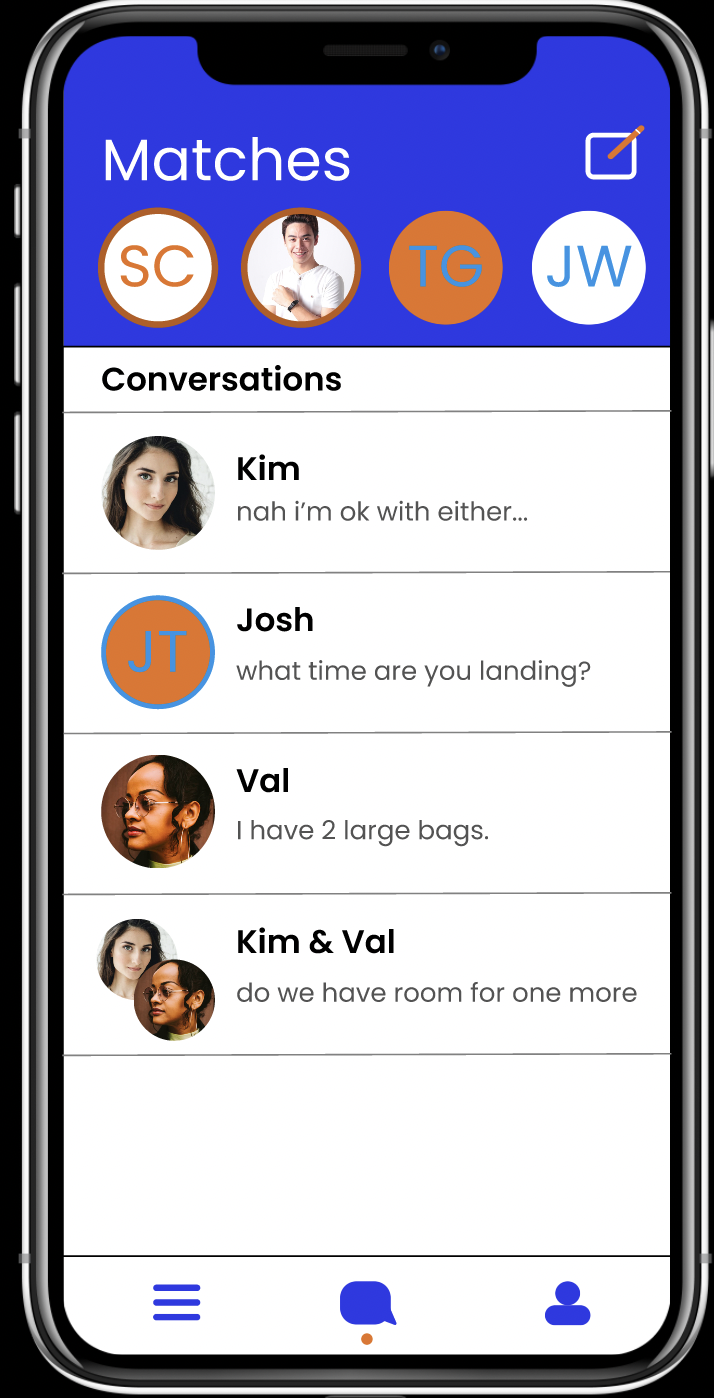 Matches
SC
TG
JW
Conversations
Kim
nah i’m ok with either...
JT
Josh
what time are you landing?
Val
I have 2 large bags.
Kim & Val
do we have room for one more